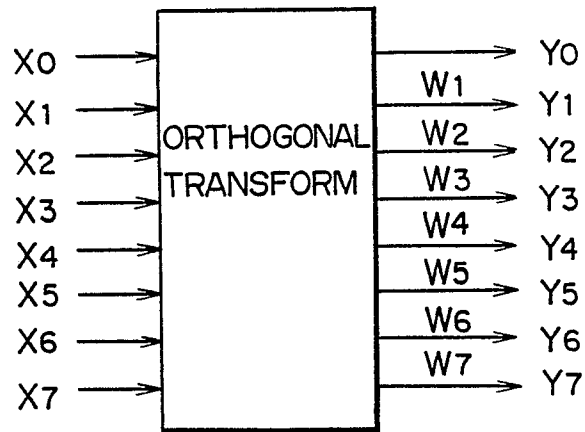 X0 Y0
X1 W1 Y1
X2 ORTHOGONAL W2 Y2
TRANSFORM
X3 W3 Y3
X4 W4 Y4
X5 W5 Y5
X6 W6 Y6
X7 W7 Y7